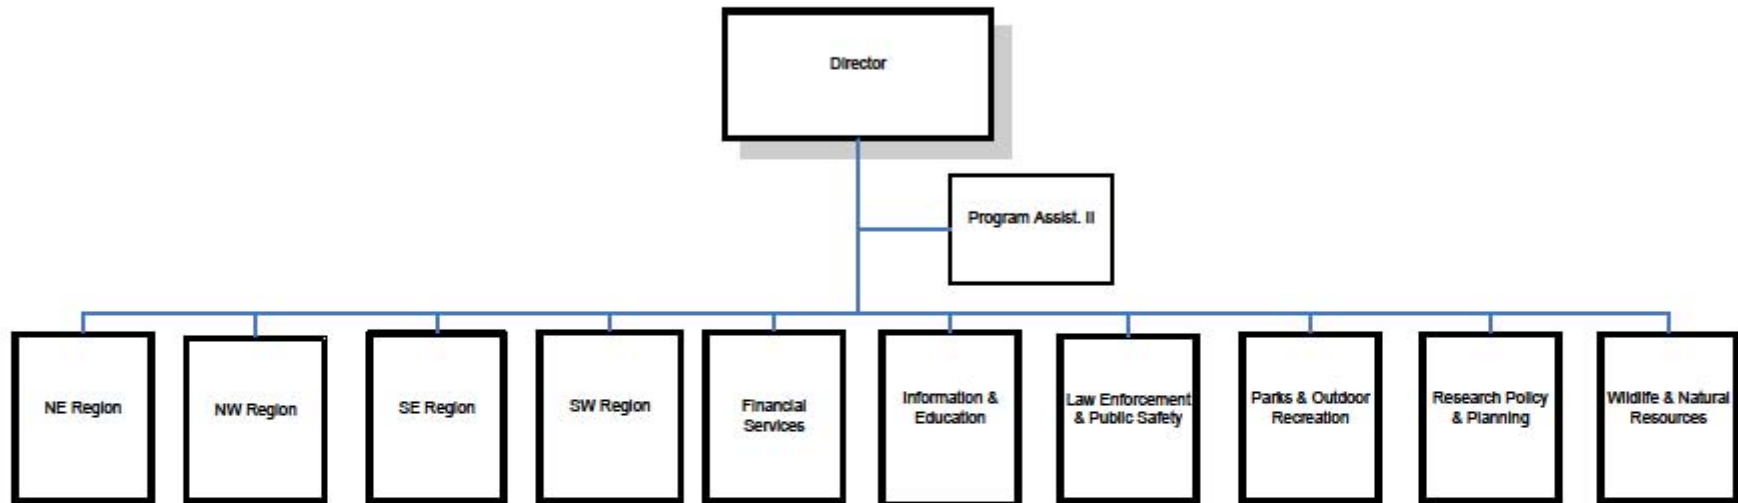 Director
Program Assist. II
NE Region
NW Region
SE Region
SW Region
Financial
Services
Information &
Education
Law Enforcement
& Public Safety
Parks & Outdoor
Recreation
Research Policy
& Planning
Wildlife & Natural
Resources